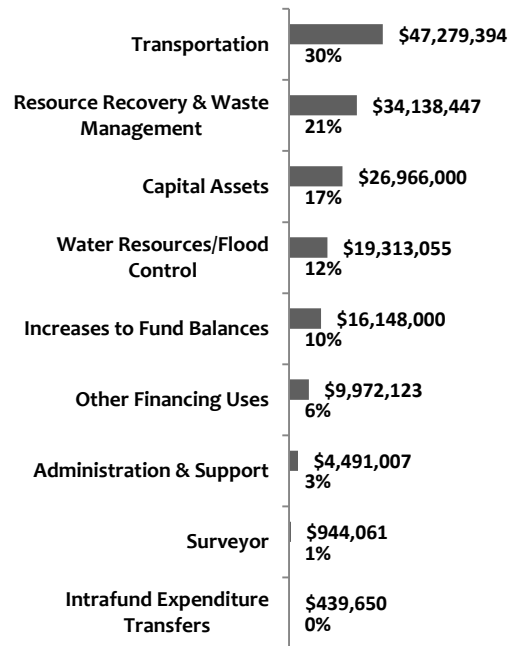 Transportation
$47,279,394
30%
Resource Recovery & Waste
Management
$34,138,447
21%
Capital Assets
$26,966,000
17%
Water Resources/Flood
Control
$19,313,055
12%
Increases to Fund Balances
$16,148,000
10%
Other Financing Uses
$9,972,123
6%
Administration & Support
$4,491,007
3%
Surveyor
$944,061
1%
Intrafund Expenditure
Transfers
$439,650
0%